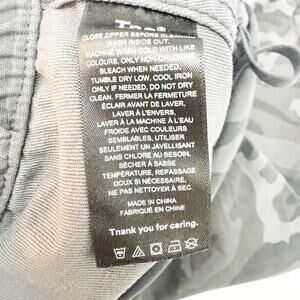 Tna®
CLOSE ZIPPER BEFORE CLEANING.
WASH INSIDE OUT.
MACHINE WASH COLD WITH LIKE
COLOURS, ONLY NON-CHLORINE
BLEACH WHEN NEEDED,
TUMBLE DRY LOW. COOL IRON
ONLY IF NEEDED, DO NOT DRY
CLEAN. FERMER LA FERMETURE
ÉCLAIR AVANT DE LAVER,
LAVER À L'ENVERS,
LAVER À LA MACHINE À L'EAU
FROIDE AVEC COULEURS
SEMBLABLES, UTILISER
SEULEMENT UN JAVELLISANT
SANS CHLORE AU BESOIN,
SÉCHER À BASSE
TEMPÉRATURE, REPASSAGE
DOUX SI NÉCESSAIRE,
NE PAS NETTOYER À SEC.
MADE IN CHINA
FABRIQUÉ EN CHINE
Thank you for caring.